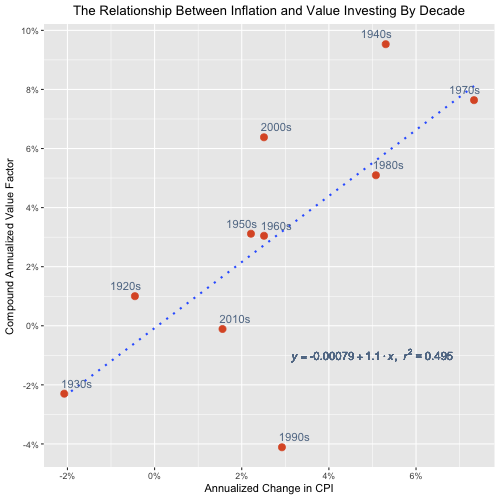 The Relationship Between Inflation and Value Investing By Decade
10%
8%
6%
4%
2%
0%
-2%
-4%
Compound Annualized Value Factor
1940s
1970s
2000s
1980s
1950s
1960s
1920s
2010s
y = -0.00079 + 1.1 · x, r² = 0.495
1930s
1990s
-2%
0%
2%
4%
6%
Annualized Change in CPI